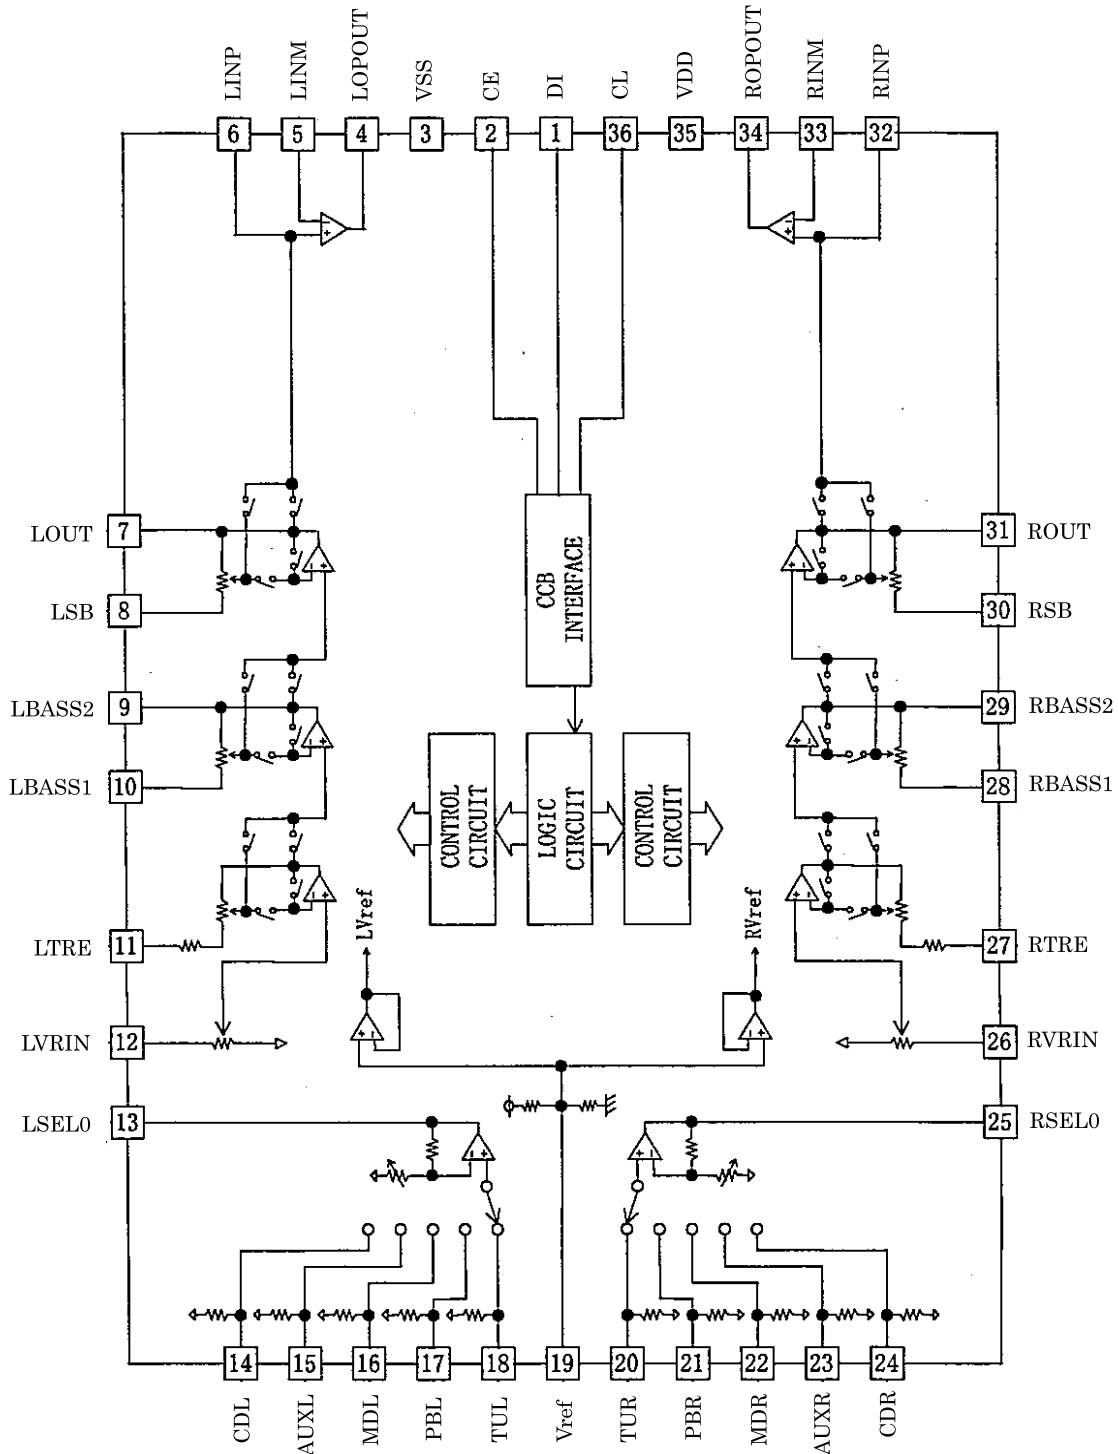 LINP
LINM
LOPOUT
VSS
CE
DI
CL
VDD
ROPOUT
RINM
RINP
6
5
4
3
2
1
36
35
34
33
32
LOUT
7
31
ROUT
LSB
8
30
RSB
CCB
INTERFACE
LBASS2
9
29
RBASS2
LBASS1
10
28
RBASS1
CONTROL
CIRCUIT
LOGIC
CIRCUIT
CONTROL
CIRCUIT
LVref
RVref
LTRE
11
27
RTRE
LVRIN
12
26
RVRIN
LSEL0
13
25
RSEL0
14
15
16
17
18
19
20
21
22
23
24
CDL
AUXL
MDL
PBL
TUL
Vref
TUR
PBR
MDR
AUXR
CDR